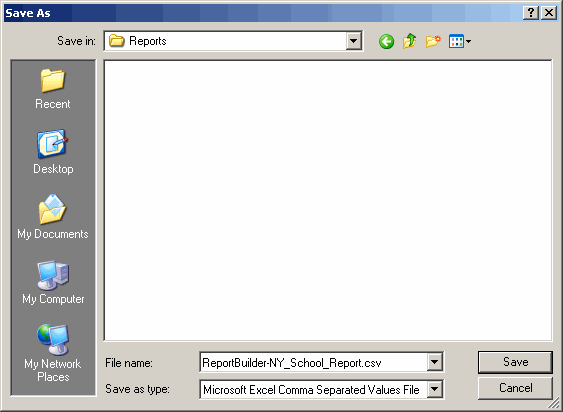 Save As
Save in: Reports
Recent
Desktop
My Documents
My Computer
My Network
Places
File name: ReportBuilder-NY_School_Report.csv
Save
Save as type: Microsoft Excel Comma Separated Values File
Cancel